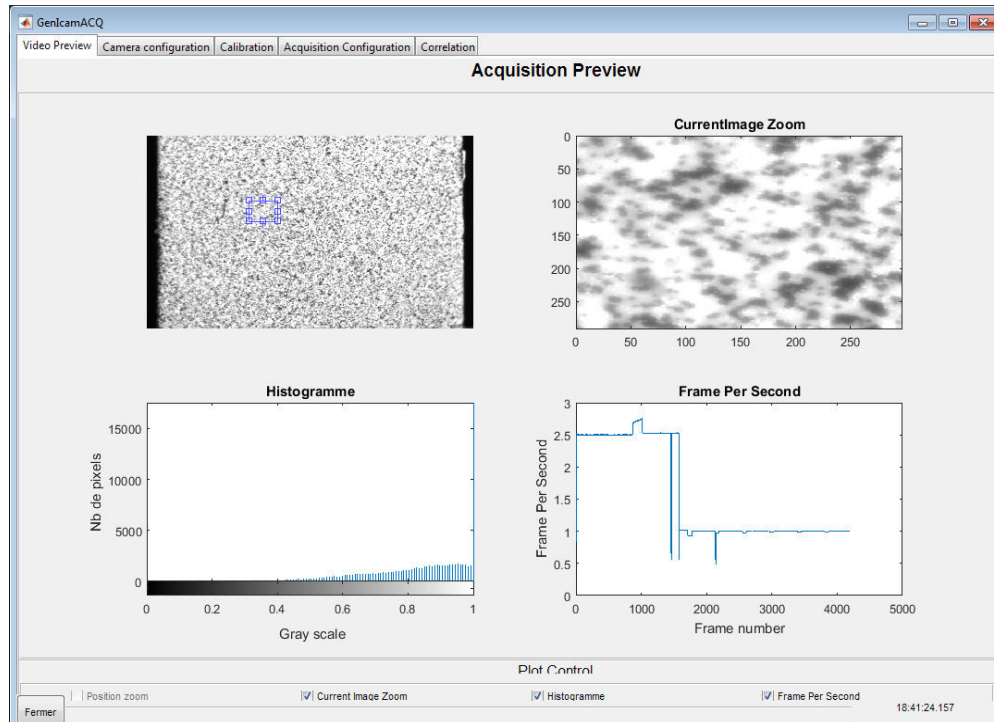 GenIcamACQ
Video Preview Camera configuration Calibration Acquisition Configuration Correlation
Acquisition Preview
CurrentImage Zoom
0
50
100
150
200
250
0 50 100 150 200 250
Histogramme
Nb de pixels
15000
10000
5000
0
0 0.2 0.4 0.6 0.8 1
Gray scale
Frame Per Second
Frame Per Second
3
2.5
2
1.5
1
0.5
0
0 1000 2000 3000 4000 5000
Frame number
Plot Control
Position zoom Current Image Zoom Histogramme Frame Per Second
Fermer
18:41:24.157